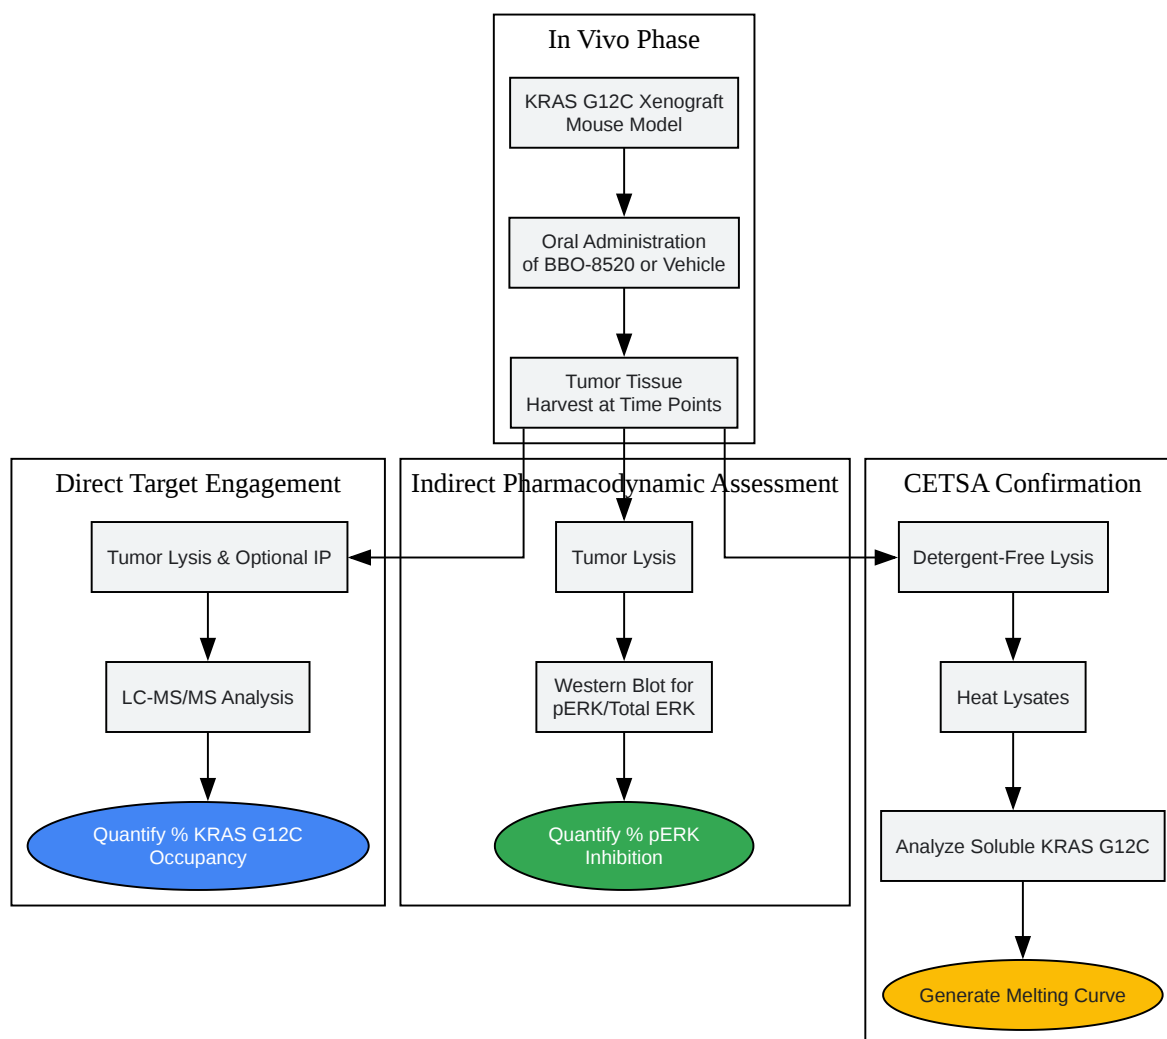 In Vivo Phase
KRAS G12C Xenograft
Mouse Model
Oral Administration
of BBO-8520 or Vehicle
Tumor Tissue
Harvest at Time Points
Direct Target Engagement
Tumor Lysis & Optional IP
LC-MS/MS Analysis
Quantify % KRAS G12C
Occupancy
Indirect Pharmacodynamic Assessment
Tumor Lysis
Western Blot for
pERK/Total ERK
Quantify % pERK
Inhibition
CETSA Confirmation
Detergent-Free Lysis
Heat Lysates
Analyze Soluble KRAS G12C
Generate Melting Curve